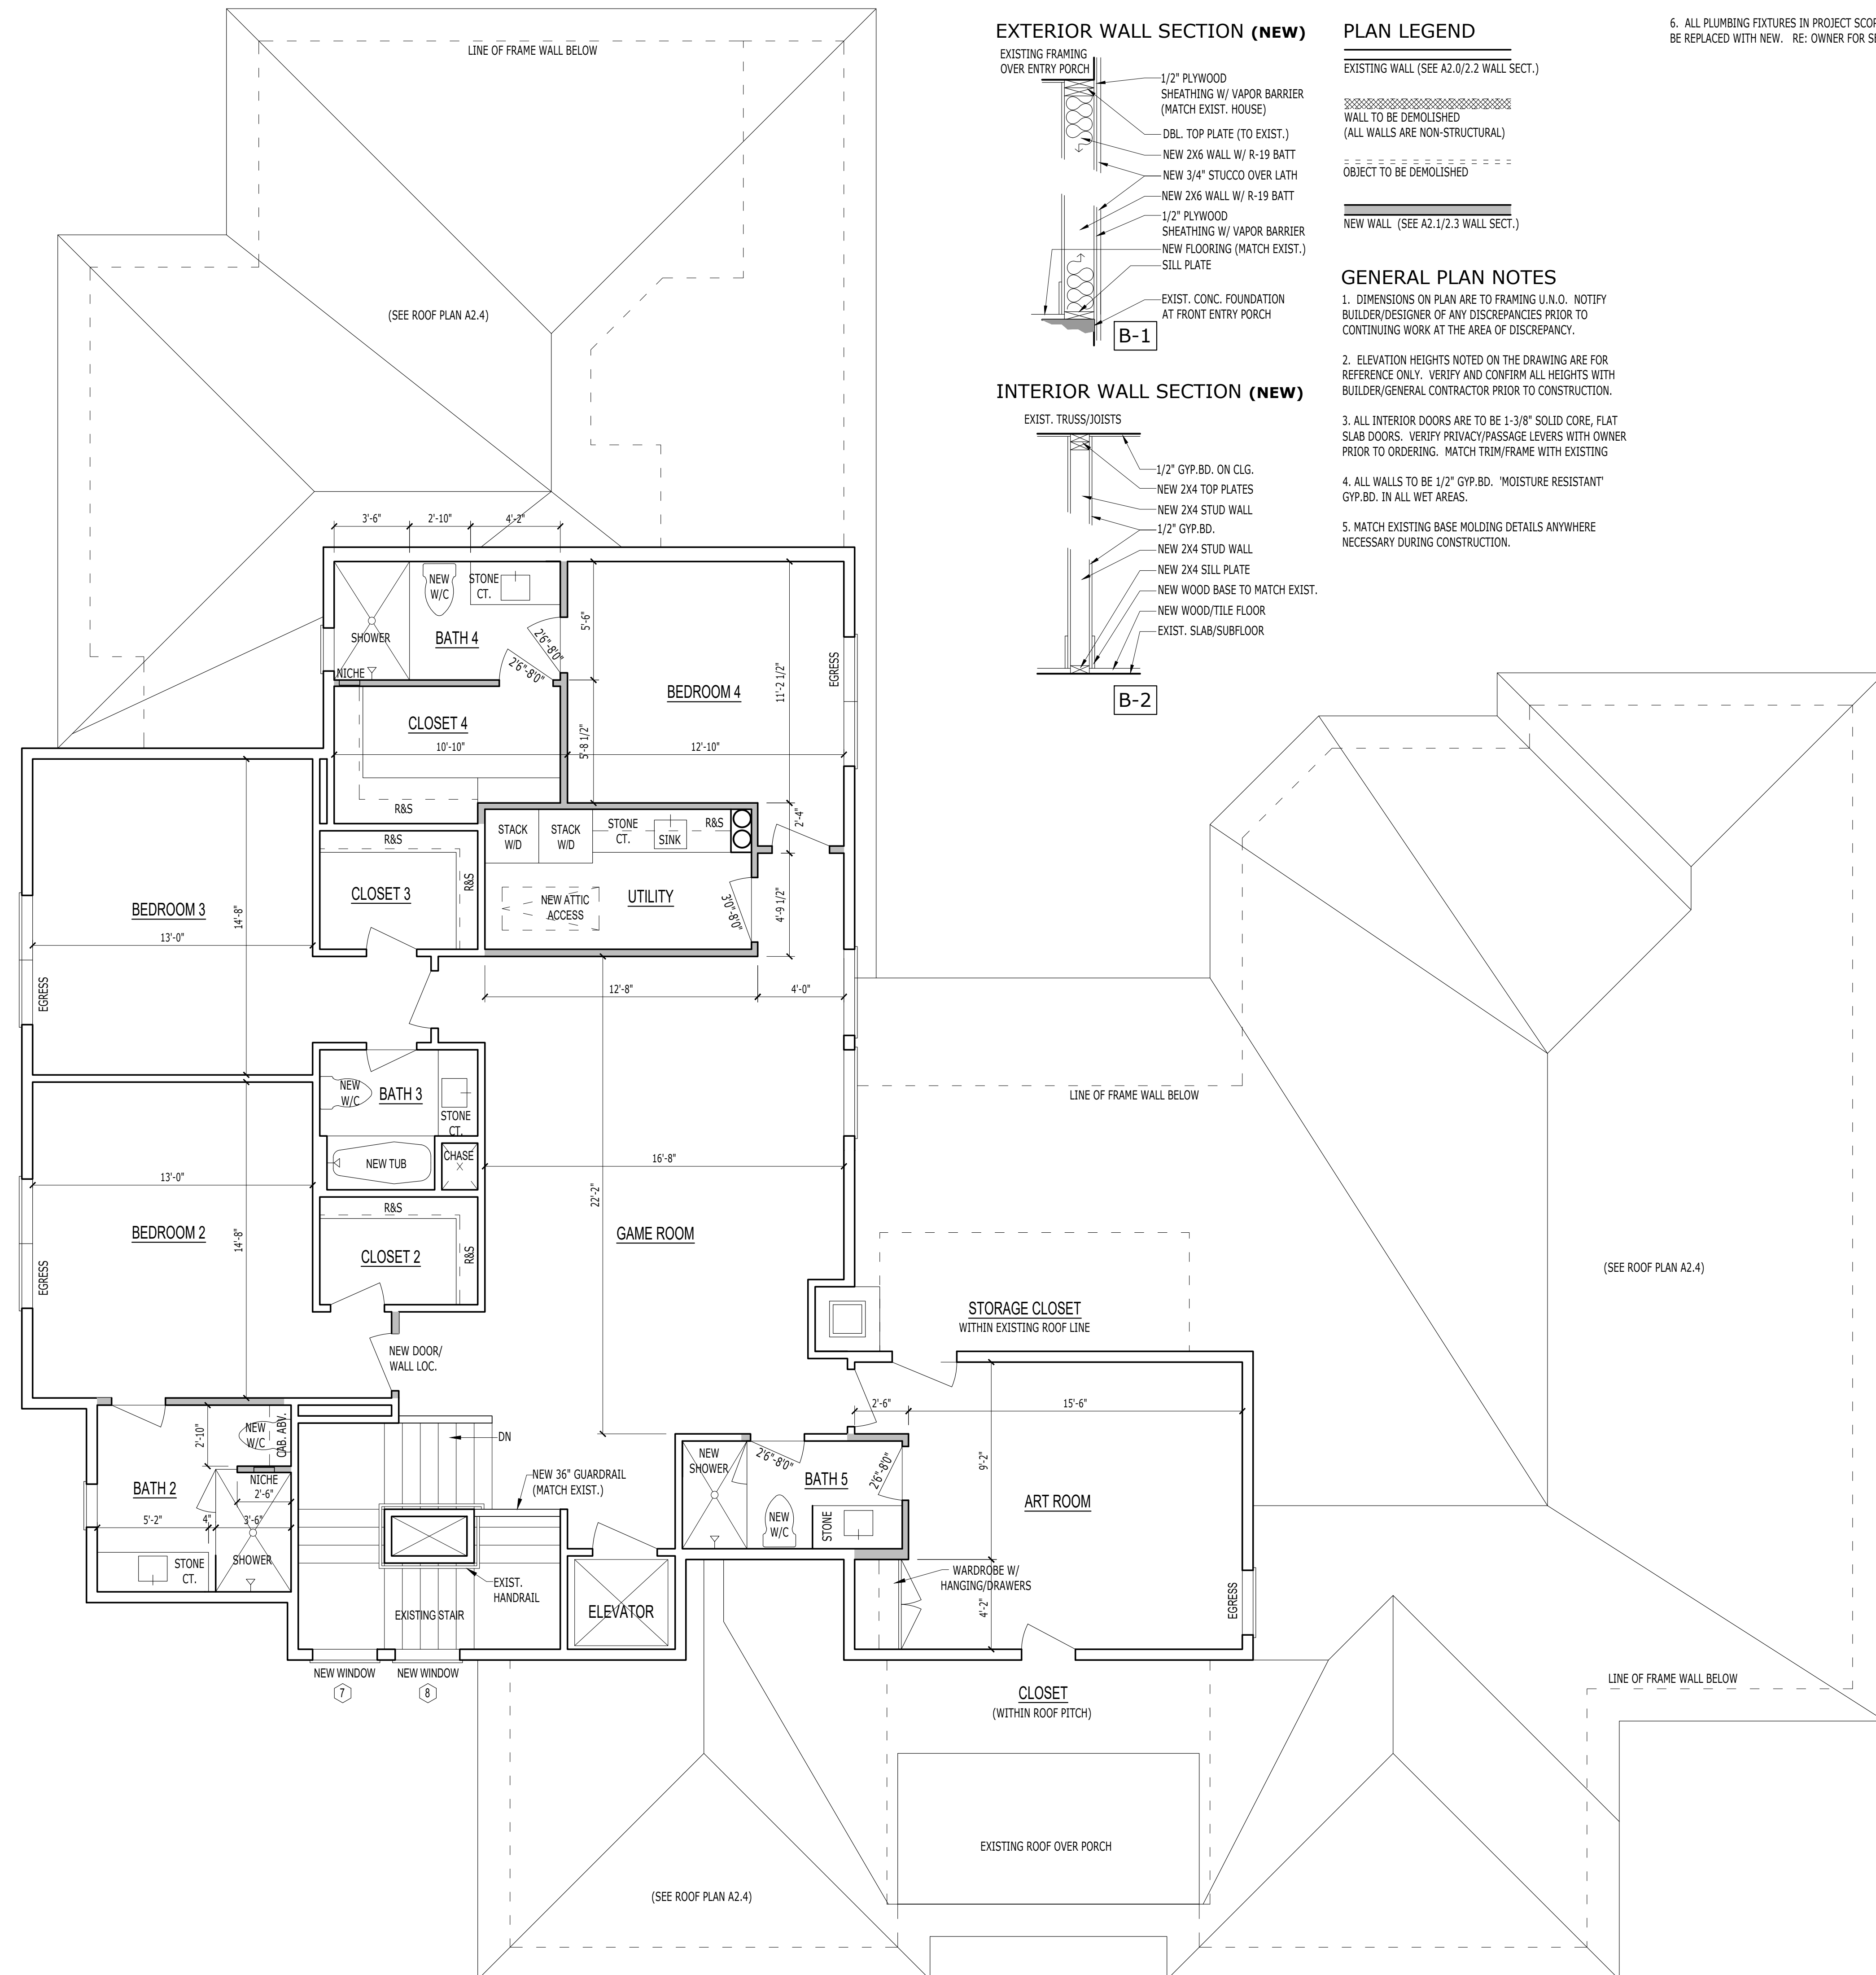 LINE OF FRAME WALL BELOW
(SEE ROOF PLAN A2.4)
EXTERIOR WALL SECTION (NEW)
EXISTING FRAMING
OVER ENTRY PORCH
1/2" PLYWOOD
SHEATHING W/ VAPOR BARRIER
(MATCH EXIST. HOUSE)
DBL. TOP PLATE (TO EXIST.)
NEW 2X6 WALL W/ R-19 BATT
NEW 3/4" STUCCO OVER LATH
NEW 2X6 WALL W/ R-19 BATT
1/2" PLYWOOD
SHEATHING W/ VAPOR BARRIER
NEW FLOORING (MATCH EXIST.)
SILL PLATE
EXIST. CONC. FOUNDATION
AT FRONT ENTRY PORCH
B-1
INTERIOR WALL SECTION (NEW)
EXIST. TRUSS/JOISTS
1/2" GYP.BD. ON CLG.
NEW 2X4 TOP PLATES
NEW 2X4 STUD WALL
1/2" GYP.BD.
NEW 2X4 STUD WALL
NEW 2X4 SILL PLATE
NEW WOOD BASE TO MATCH EXIST.
NEW WOOD/TILE FLOOR
EXIST. SLAB/SUBFLOOR
B-2
PLAN LEGEND
EXISTING WALL (SEE A2.0/2.2 WALL SECT.)
WALL TO BE DEMOLISHED
(ALL WALLS ARE NON-STRUCTURAL)
OBJECT TO BE DEMOLISHED
NEW WALL (SEE A2.1/2.3 WALL SECT.)
GENERAL PLAN NOTES
1. DIMENSIONS ON PLAN ARE TO FRAMING U.N.O. NOTIFY
BUILDER/DESIGNER OF ANY DISCREPANCIES PRIOR TO
CONTINUING WORK AT THE AREA OF DISCREPANCY.
2. ELEVATION HEIGHTS NOTED ON THE DRAWING ARE FOR
REFERENCE ONLY. VERIFY AND CONFIRM ALL HEIGHTS WITH
BUILDER/GENERAL CONTRACTOR PRIOR TO CONSTRUCTION.
3. ALL INTERIOR DOORS ARE TO BE 1-3/8" SOLID CORE, FLAT
SLAB DOORS. VERIFY PRIVACY/PASSAGE LEVERS WITH OWNER
PRIOR TO ORDERING. MATCH TRIM/FRAME WITH EXISTING
4. ALL WALLS TO BE 1/2" GYP.BD. 'MOISTURE RESISTANT'
GYP.BD. IN ALL WET AREAS.
5. MATCH EXISTING BASE MOLDING DETAILS ANYWHERE
NECESSARY DURING CONSTRUCTION.
6. ALL PLUMBING FIXTURES IN PROJECT
BE REPLACED WITH NEW. RE: OWNER FOR
3'-6"
2'-10"
4'-2"
NEW
W/C
STONE
CT.
SHOWER
BATH 4
2'6"-8'0"
2'6"-8'0"
NICHE
5'-6"
11'-2 1/2"
EGRESS
BEDROOM 4
CLOSET 4
10'-10"
5'-8 1/2"
12'-10"
R&S
2'-4"
STACK
W/D
STACK
W/D
STONE
CT.
SINK
R&S
NEW ATTIC
ACCESS
UTILITY
3'0"-8'0"
4'-9 1/2"
R&S
R&S
CLOSET 3
BEDROOM 3
14'-8"
13'-0"
EGRESS
12'-8"
4'-0"
NEW
W/C
BATH 3
STONE
CT.
NEW TUB
CHASE
16'-8"
22'-2"
GAME ROOM
13'-0"
BEDROOM 2
14'-8"
EGRESS
R&S
R&S
CLOSET 2
NEW DOOR/
WALL LOC.
LINE OF FRAME WALL BELOW
STORAGE CLOSET
WITHIN EXISTING ROOF LINE
(SEE ROOF PLAN A2.4)
2'-10"
NEW
W/C
CAB. ABV.
NICHE
2'-6"
BATH 2
5'-2"
4"
3'-6"
SHOWER
STONE
CT.
DN
NEW 36" GUARDRAIL
(MATCH EXIST.)
EXIST.
HANDRAIL
EXISTING STAIR
ELEVATOR
NEW WINDOW
7
NEW WINDOW
8
NEW
SHOWER
2'6"-8'0"
BATH 5
2'6"-8'0"
NEW
W/C
STONE
2'-6"
15'-6"
9'-2"
ART ROOM
WARDROBE W/
HANGING/DRAWERS
4'-2"
EGRESS
CLOSET
(WITHIN ROOF PITCH)
LINE OF FRAME WALL BELOW
EXISTING ROOF OVER PORCH
(SEE ROOF PLAN A2.4)